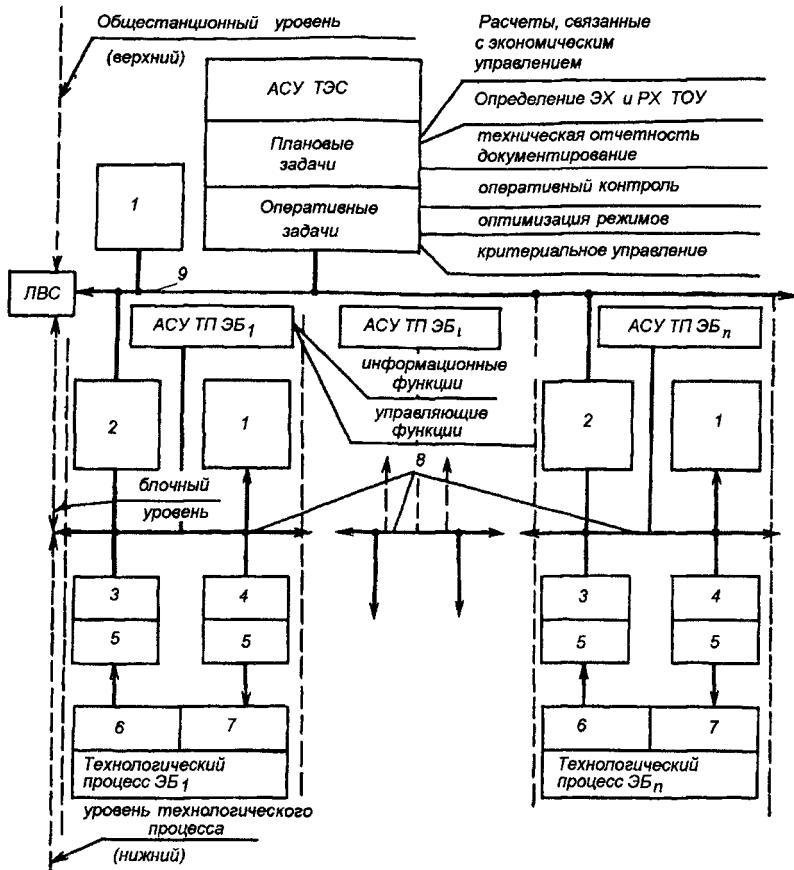 Общестанционный уровень
(верхний)
Расчеты, связанные
с экономическим
управлением
АСУ ТЭС
Определение ЭХ и РХ ТОУ
Плановые
задачи
техническая отчетность
документирование
1
Оперативные
задачи
оперативный контроль
оптимизация режимов
критериальное управление
9
ЛВС
АСУ ТП ЭБ1
АСУ ТП ЭБi
АСУ ТП ЭБn
информационные
функции
управляющие
функции
2
1
2
1
8
блочный
уровень
3
4
3
4
5
5
5
5
6
7
6
7
Технологический
процесс ЭБ1
Технологический
процесс ЭБn
уровень технологического
процесса
(нижний)